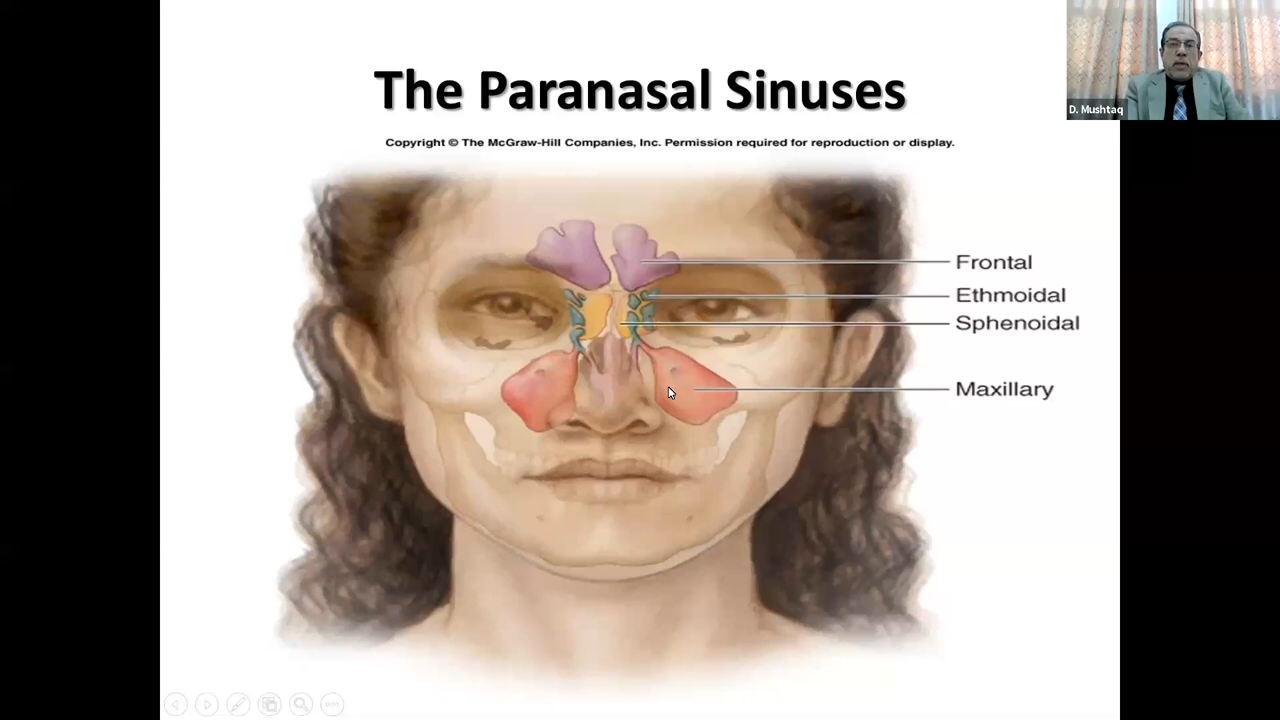 The Paranasal Sinuses
D. Mushtaq
Copyright © The McGraw-Hill Companies, Inc. Permission required for reproduction or display.
Frontal
Ethmoidal
Sphenoidal
Maxillary